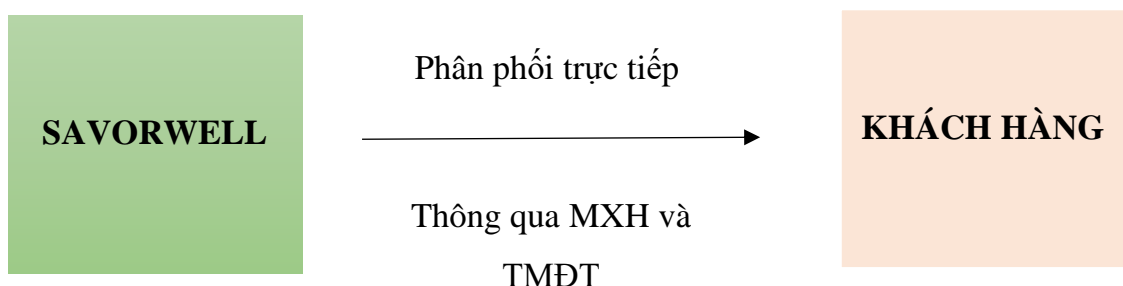 SAVORWELL
Phân phối trực tiếp
Thông qua MXH và
TMĐT
KHÁCH HÀNG